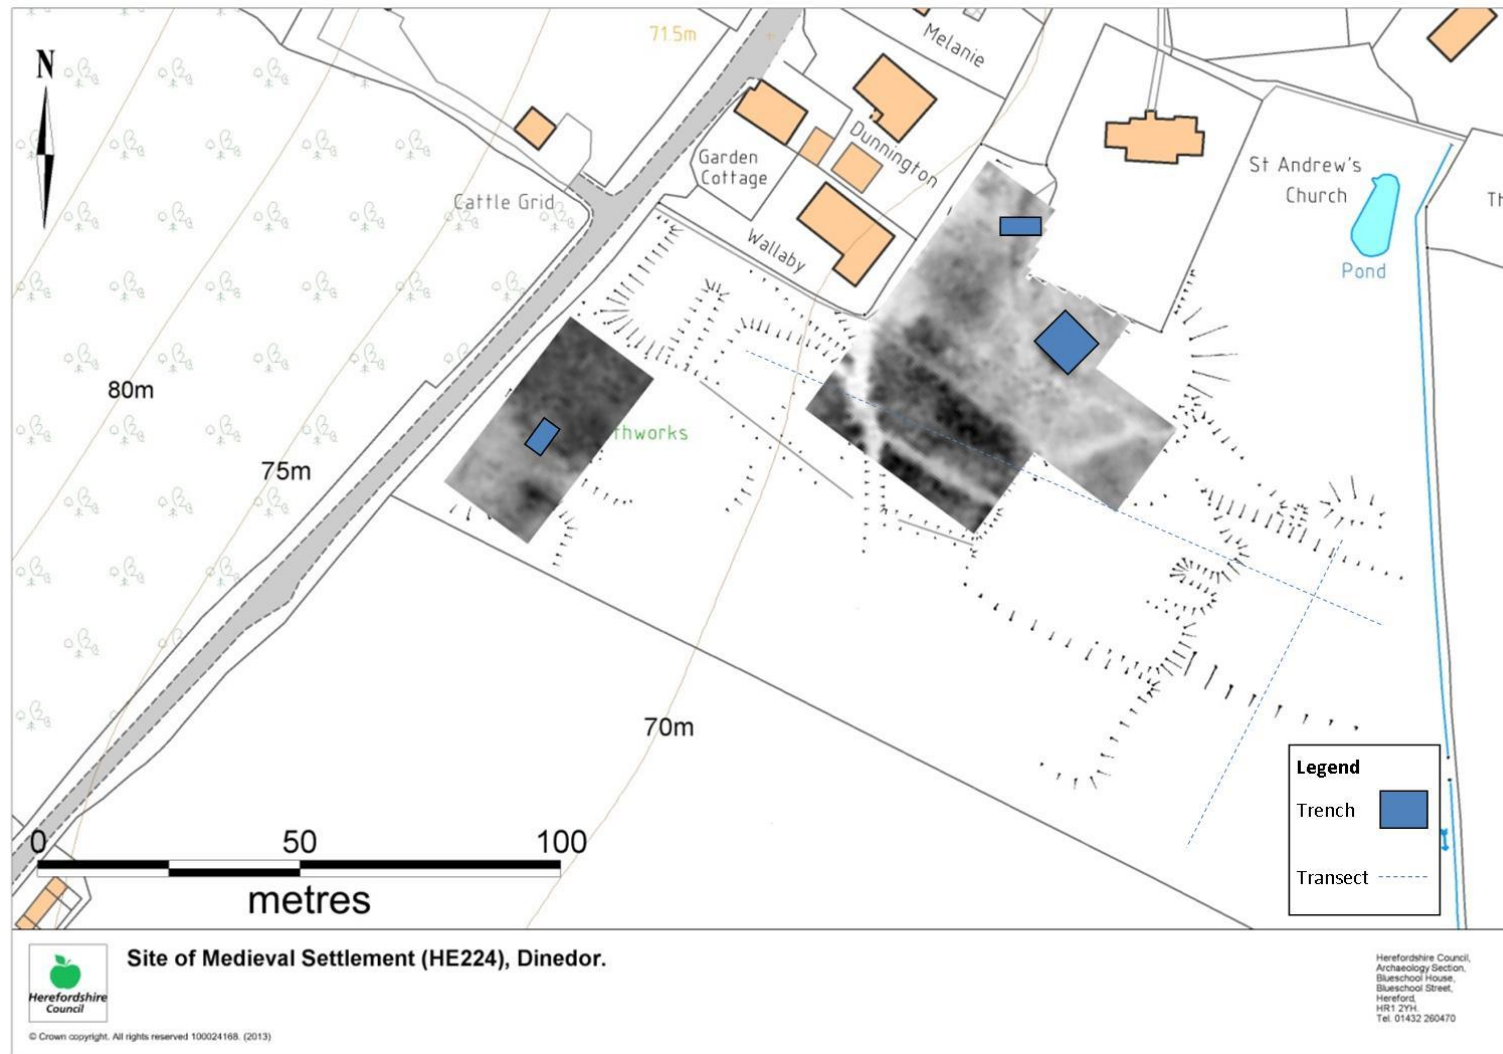 71.5m
Melanie
N
Dunnington
Garden
Cottage
St Andrew's
Church
Cattle Grid
Wallaby
Th
Pond
80m
thworks
75m
70m
Legend
Trench
Transect
0 50 100
metres
Site of Medieval Settlement (HE224), Dinedor.
Herefordshire
Council
© Crown copyright. All rights reserved 100024168. (2013)
Herefordshire Council,
Archaeology Section,
Blueschool House,
Blueschool Street,
Hereford,
HR1 2YH.
Tel. 01432 260470